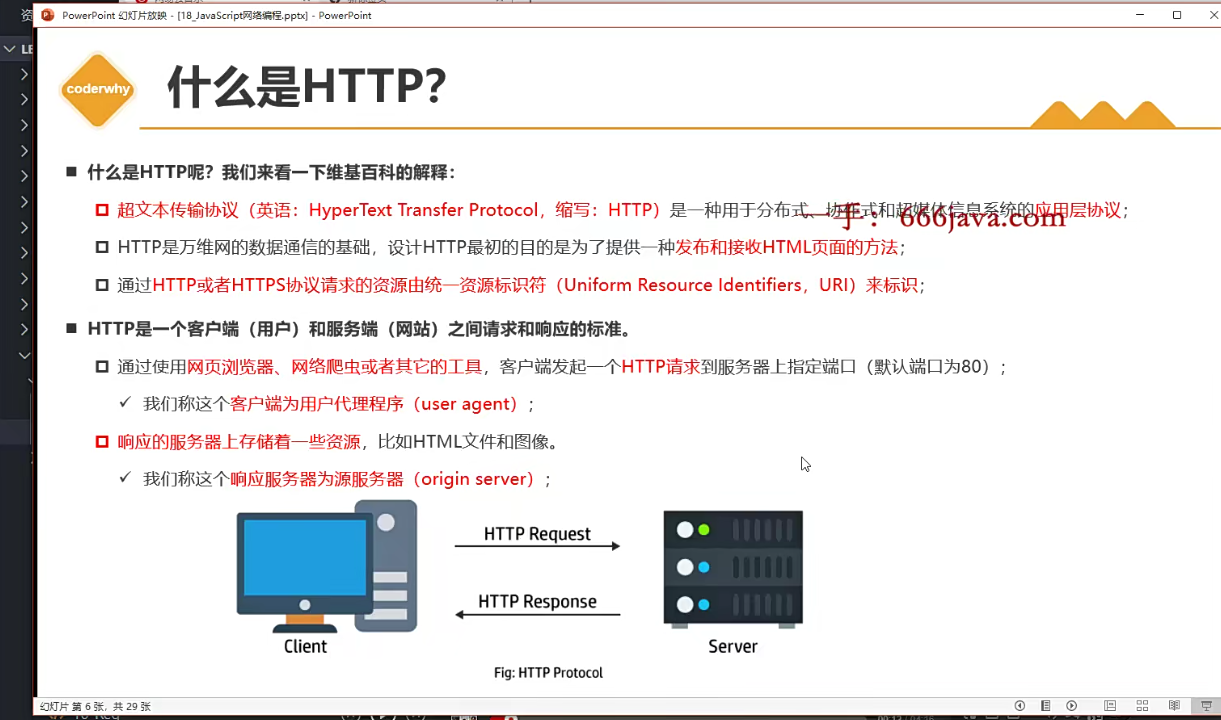 PowerPoint 幻灯片放映 - [18_JavaScript网络编程.pptx] - PowerPoint
资
LE
coderwhy
什么是HTTP?
什么是HTTP呢？我们来看一下维基百科的解释：
超文本传输协议（英语：HyperText Transfer Protocol，缩写：HTTP）是一种用于分布式、协作式和超媒体信息系统的应用层协议；
一手：666java.com
HTTP是万维网的数据通信的基础，设计HTTP最初的目的是为了提供一种发布和接收HTML页面的方法；
通过HTTP或者HTTPS协议请求的资源由统一资源标识符（Uniform Resource Identifiers，URI）来标识；
HTTP是一个客户端（用户）和服务端（网站）之间请求和响应的标准。
通过使用网页浏览器、网络爬虫或者其它的工具，客户端发起一个HTTP请求到服务器上指定端口（默认端口为80）；
我们称这个客户端为用户代理程序（user agent）；
响应的服务器上存储着一些资源，比如HTML文件和图像。
我们称这个响应服务器为源服务器（origin server）；
HTTP Request
HTTP Response
Client
Server
Fig: HTTP Protocol
幻灯片 第 6 张，共 29 张